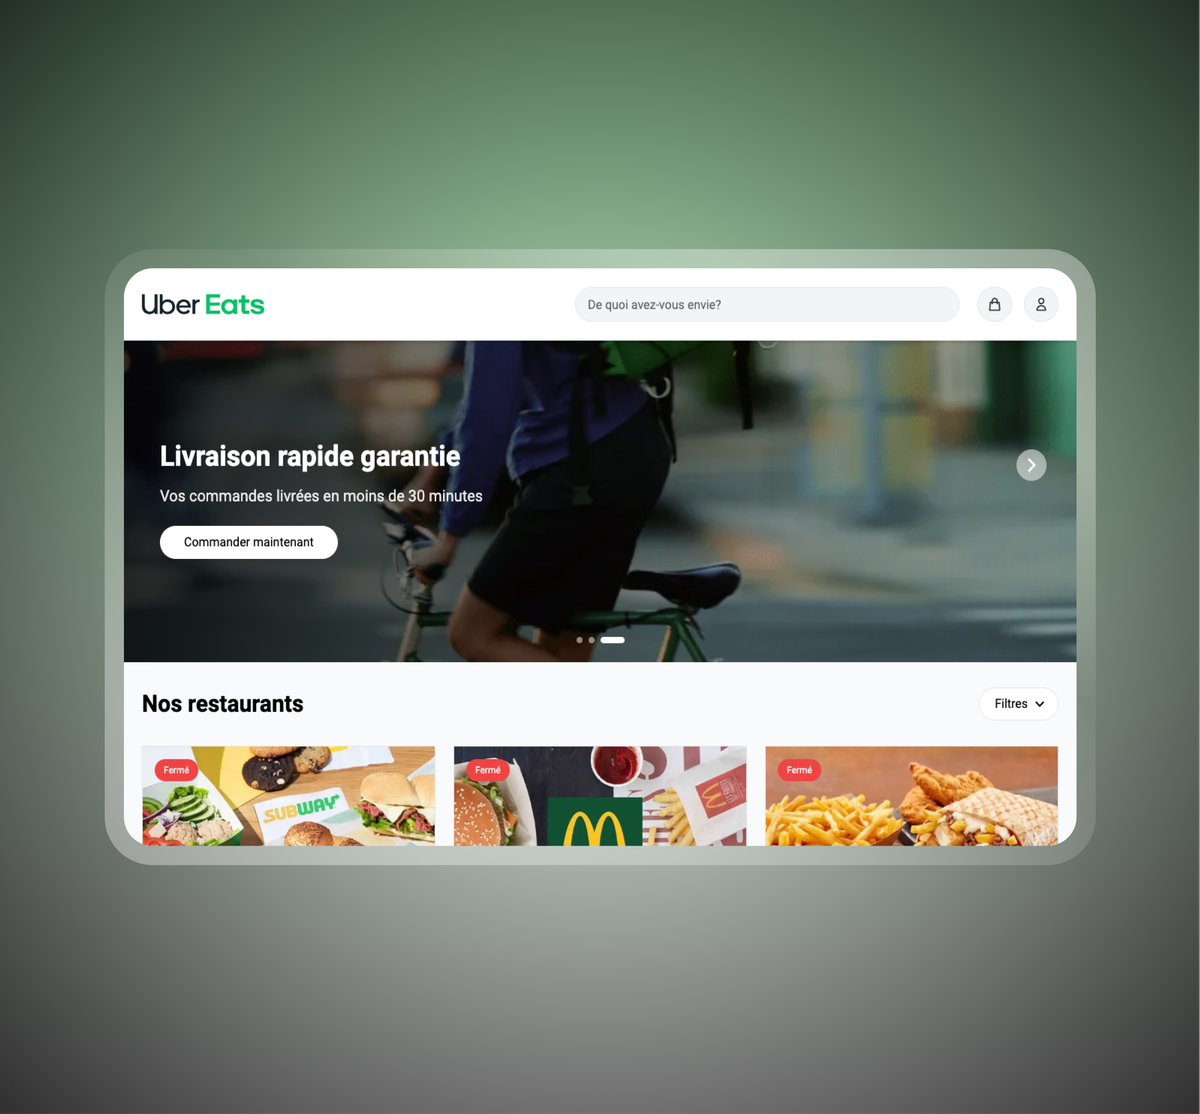 Uber Eats
De quoi avez-vous envie?
Livraison rapide garantie
Vos commandes livrées en moins de 30 minutes
Commander maintenant
Nos restaurants
Filtres
Fermé
SUBWAY
Fermé
Fermé